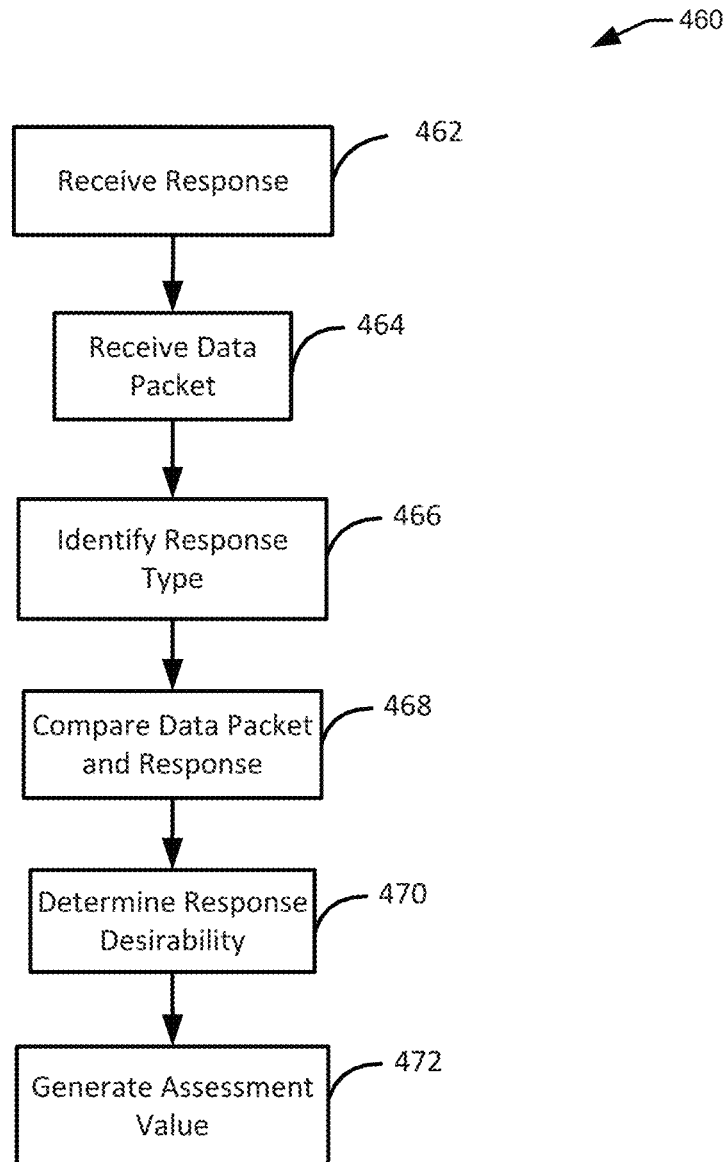 460
Receive Response
462
Receive Data
Packet
464
Identify Response
Type
466
Compare Data Packet
and Response
468
Determine Response
Desirability
470
Generate Assessment
Value
472